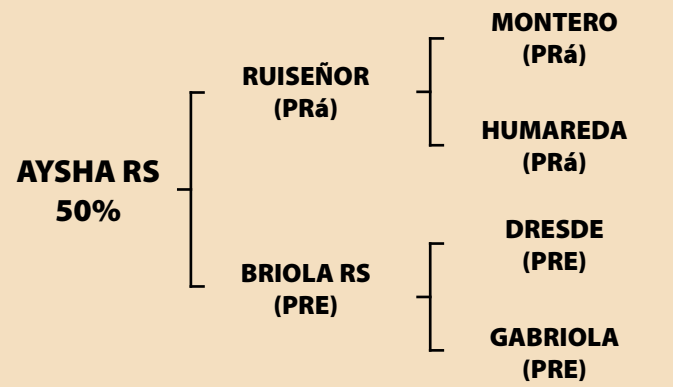 MONTERO
(PRá)
RUISEÑOR
(PRá)
HUMAREDA
(PRá)
AYSHA RS
50%
DRESDE
(PRE)
BRIOLA RS
(PRE)
GABRIOLA
(PRE)